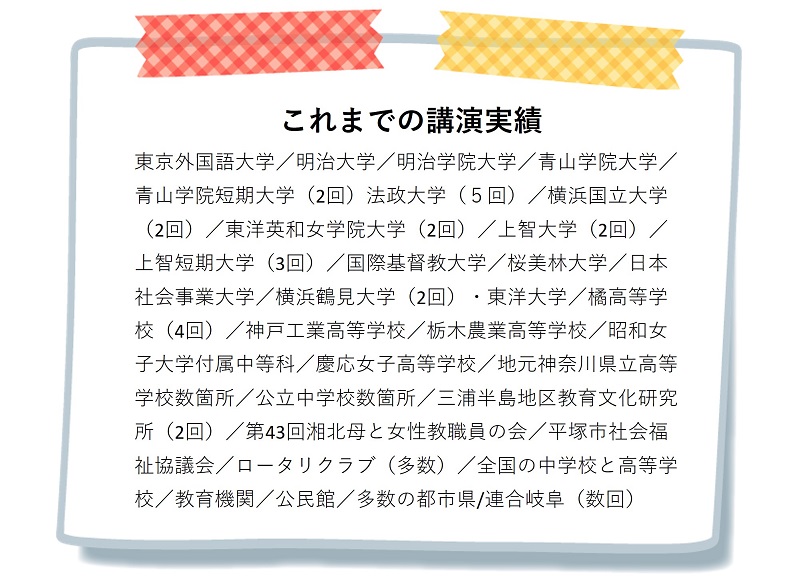 これまでの講演実績
東京外国語大学／明治大学／明治学院大学／青山学院大学／
青山学院短期大学（2回）法政大学（５回）／横浜国立大学
（2回）／東洋英和女学院大学（2回）／上智大学（2回）／
上智短期大学（3回）／国際基督教大学／桜美林大学／日本
社会事業大学／横浜鶴見大学（2回）・東洋大学／橘高等学
校（4回）／神戸工業高等学校／栃木農業高等学校／昭和女
子大学付属中等科／慶応女子高等学校／地元神奈川県立高等
学校数箇所／公立中学校数箇所／三浦半島地区教育文化研究
所（2回）／第43回湘北母と女性教職員の会／平塚市社会福
祉協議会／ロータリクラブ（多数）／全国の中学校と高等学
校／教育機関／公民館／多数の都市県/連合岐阜（数回）